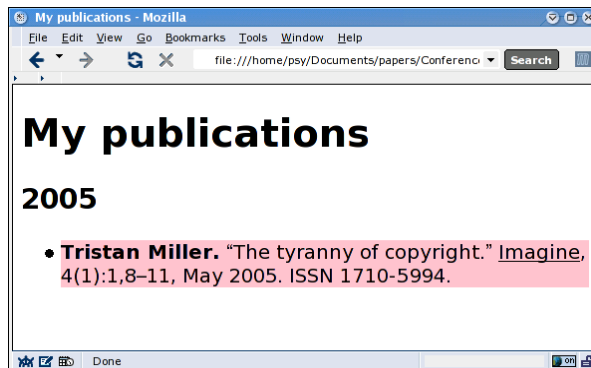 My publications - Mozilla
File Edit View Go Bookmarks Tools Window Help
file:///home/psy/Documents/papers/Conference Search
My publications
2005
• Tristan Miller. “The tyranny of copyright.” Imagine,
4(1):1,8–11, May 2005. ISSN 1710-5994.
Done on